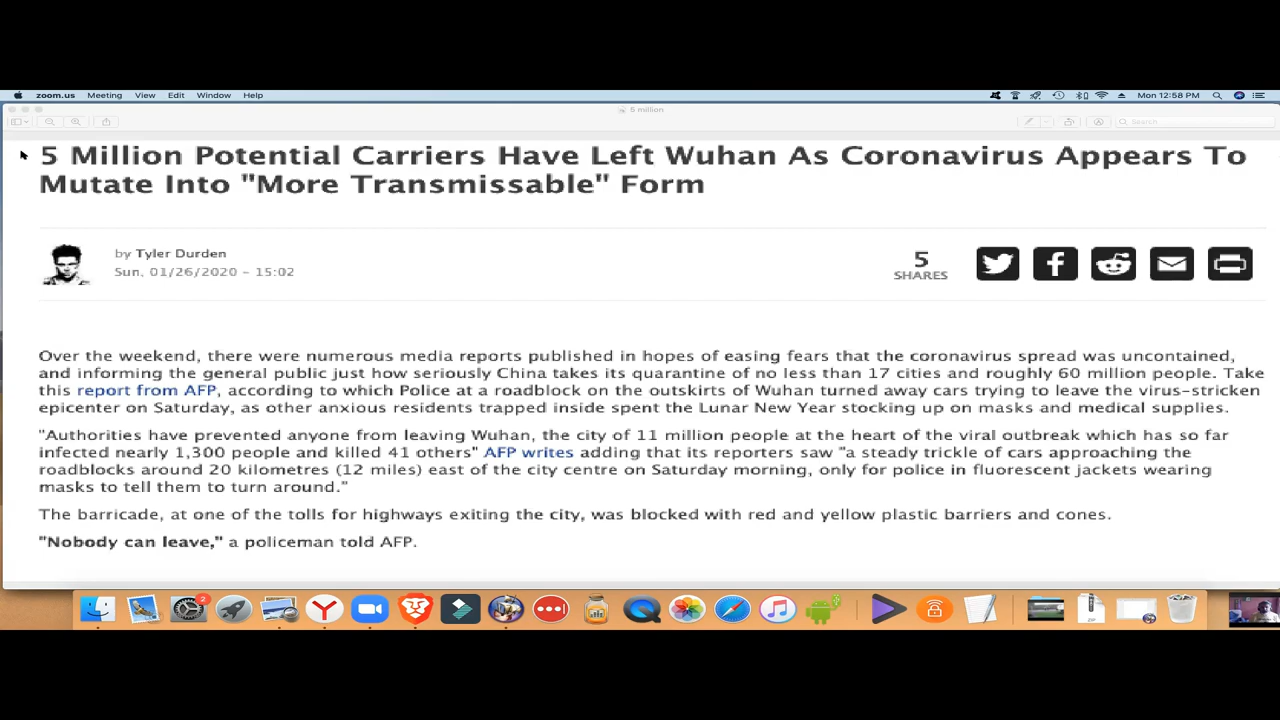 zoom.us Meeting View Edit Window Help Mon 12:58 PM
5 million
Search
5 Million Potential Carriers Have Left Wuhan As Coronavirus Appears To
Mutate Into "More Transmissable" Form
by Tyler Durden
Sun, 01/26/2020 - 15:02
5
SHARES
Over the weekend, there were numerous media reports published in hopes of easing fears that the coronavirus spread was uncontained,
and informing the general public just how seriously China takes its quarantine of no less than 17 cities and roughly 60 million people. Take
this report from AFP, according to which Police at a roadblock on the outskirts of Wuhan turned away cars trying to leave the virus-stricken
epicenter on Saturday, as other anxious residents trapped inside spent the Lunar New Year stocking up on masks and medical supplies.
"Authorities have prevented anyone from leaving Wuhan, the city of 11 million people at the heart of the viral outbreak which has so far
infected nearly 1,300 people and killed 41 others" AFP writes adding that its reporters saw "a steady trickle of cars approaching the
roadblocks around 20 kilometres (12 miles) east of the city centre on Saturday morning, only for police in fluorescent jackets wearing
masks to tell them to turn around."
The barricade, at one of the tolls for highways exiting the city, was blocked with red and yellow plastic barriers and cones.
"Nobody can leave," a policeman told AFP.
2
ZIP